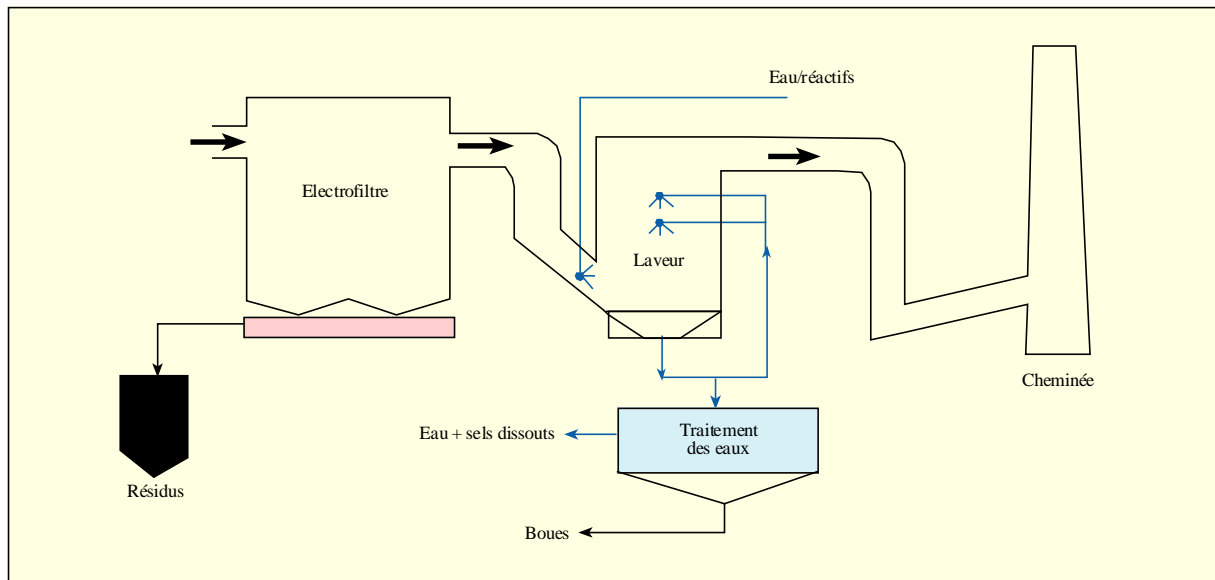 Eau/réactifs
Electrofiltre
Laveur
Cheminée
Traitement
des eaux
Eau + sels dissouts
Résidus
Boues